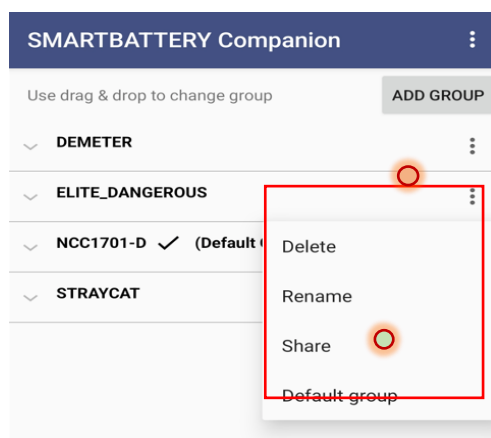 SMARTBATTERY Companion
Use drag & drop to change group
ADD GROUP
DEMETER
ELITE_DANGEROUS
NCC1701-D (Default
STRAYCAT
Delete
Rename
Share
Default group